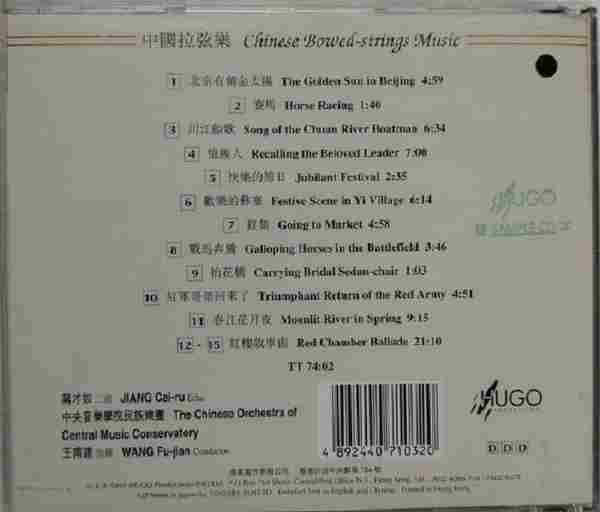 中國拉弦樂 Chinese Bowed-strings Music
1 北京有個金太陽 The Golden Sun in Beijing 4:59
2 賽馬 Horse Racing 1:40
3 川江船歌 Song of the Chuan River Boatman 6:34
4 憶親人 Recalling the Beloved Leader 7:00
5 快樂的節日 Jubilant Festival 2:35
6 歡樂的彝寨 Festive Scene in Yi Village 6:14
7 趕集 Going to Market 4:58
8 戰馬奔騰 Galloping Horses in the Battlefield 3:46
9 抬花轎 Carrying Bridal Sedan-chair 1:03
10 紅軍哥哥回來了 Triumphant Return of the Red Army 4:51
11 春江花月夜 Moonlit River in Spring 9:15
12 - 15 紅樓敘事曲 Red Chamber Ballade 21:10
TT 74:02
HUGO
SAMPLE CD
JIANG Cai-ru Erhu
中央音樂學院民族樂團 The Chinese Orchestra of
Central Music Conservatory
王甫建 指揮 WANG Fu-jian Conductor
4 892440 710320
HUGO
DDD